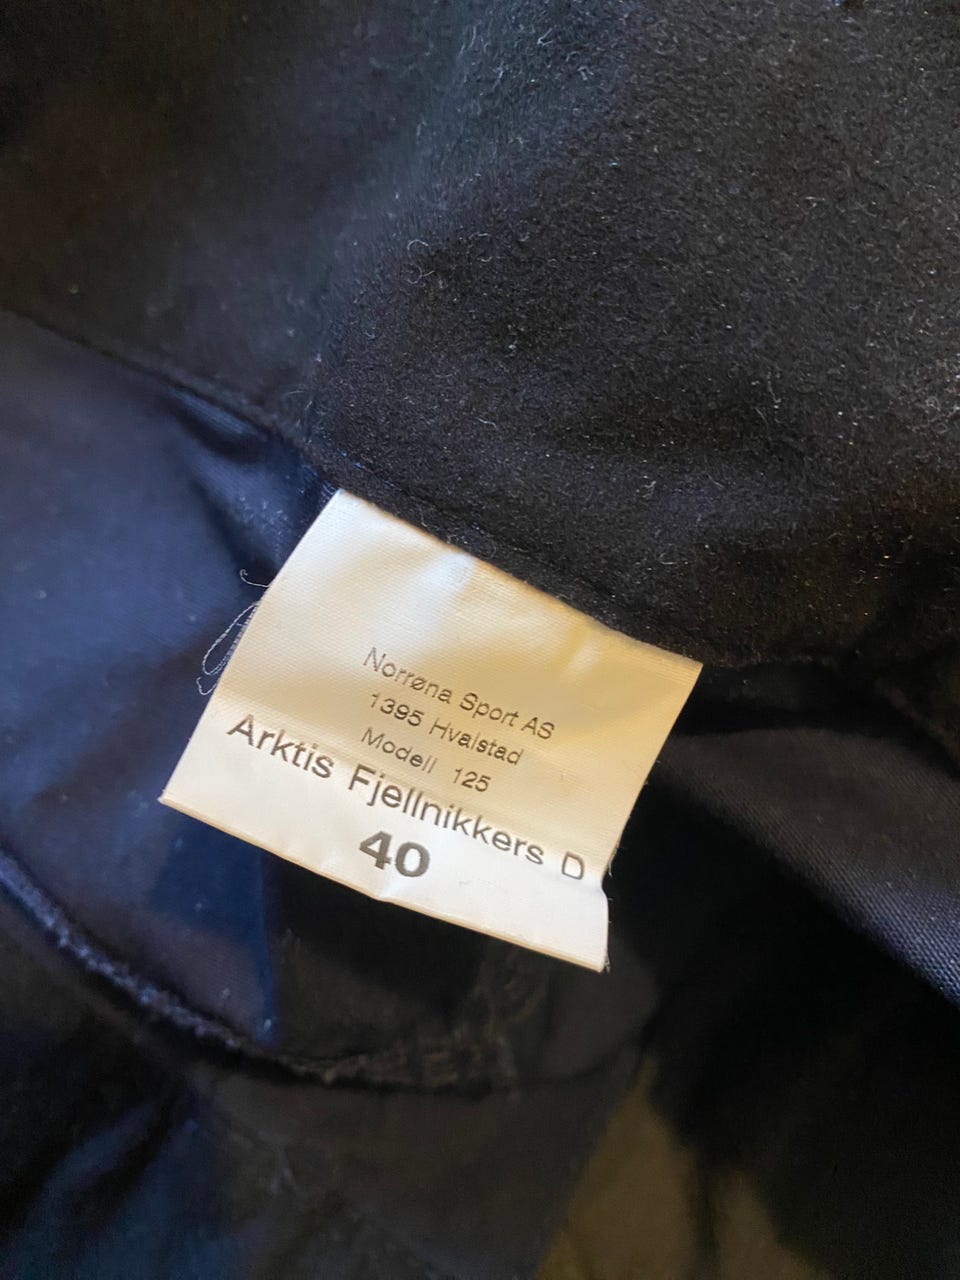 Norrøna Sport AS
1395 Hvalstad
Modell 125
Arktis Fjellnikkers D
40